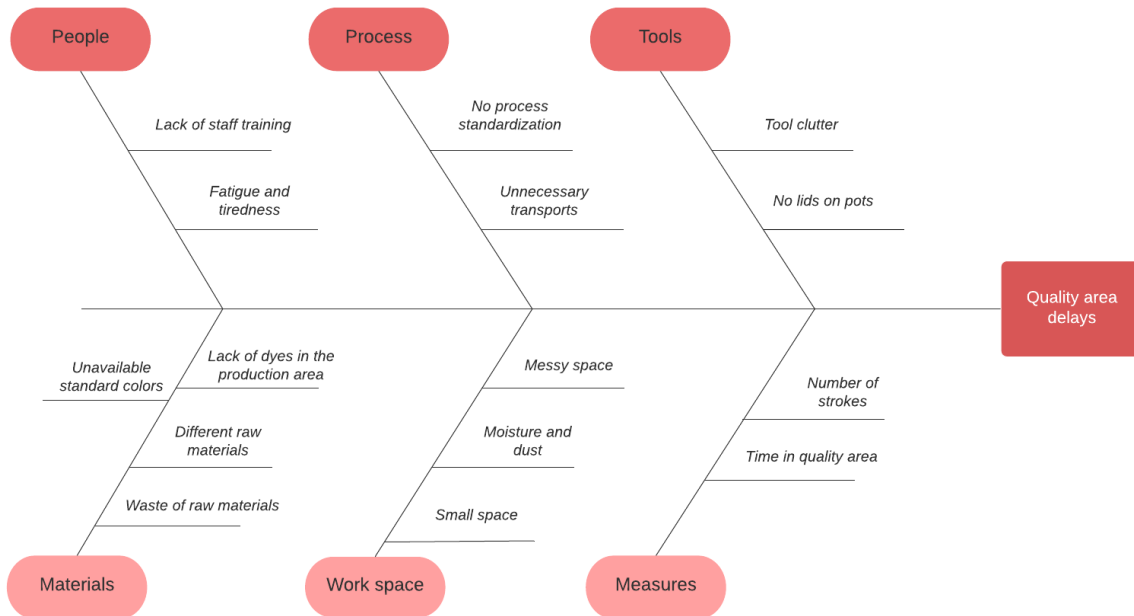 People
Process
Tools
Lack of staff training
No process
standardization
Tool clutter
Fatigue and
tiredness
Unnecessary
transports
No lids on pots
Quality area
delays
Unavailable
standard colors
Lack of dyes in the
production area
Messy space
Number of
strokes
Different raw
materials
Moisture and
dust
Time in quality area
Waste of raw materials
Small space
Materials
Work space
Measures